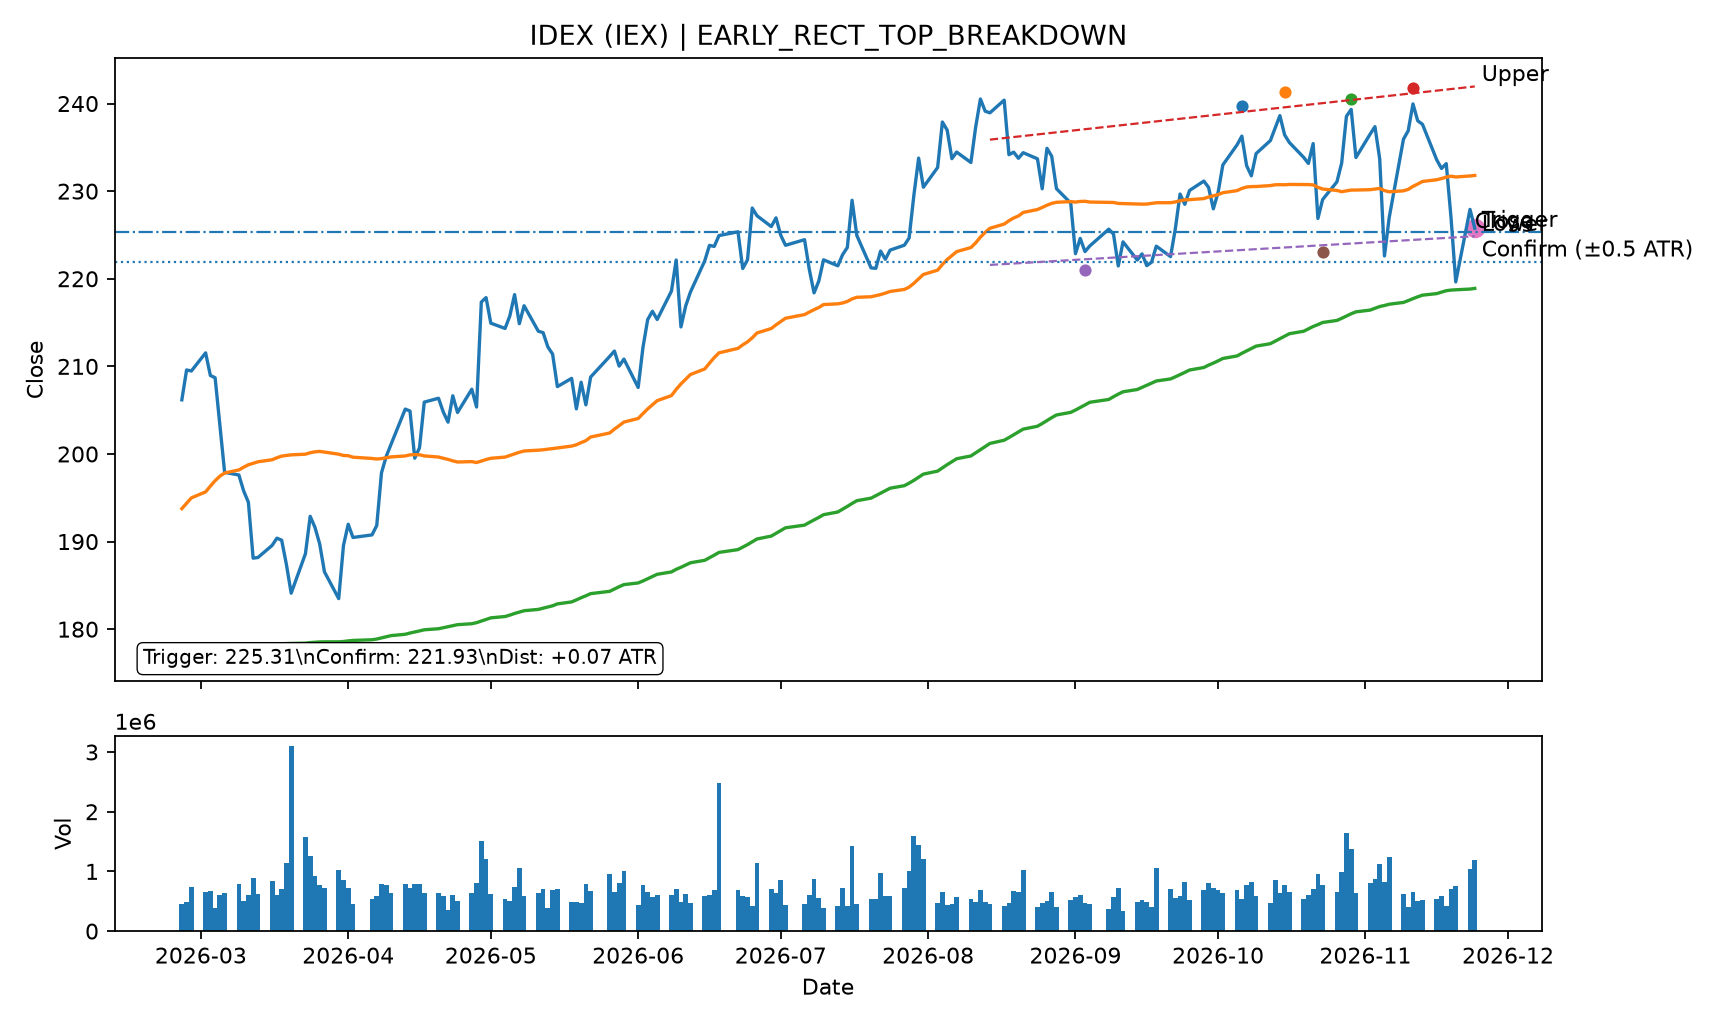 IDEX (IEX) | EARLY_RECT_TOP_BREAKDOWN
Close
240
230
220
210
200
190
180
Upper
Trigger
Close
Confirm (±0.5 ATR)
Trigger: 225.31\nConfirm: 221.93\nDist: +0.07 ATR
1e6
Vol
3
2
1
0
2026-03 2026-04 2026-05 2026-06 2026-07 2026-08 2026-09 2026-10 2026-11 2026-12
Date